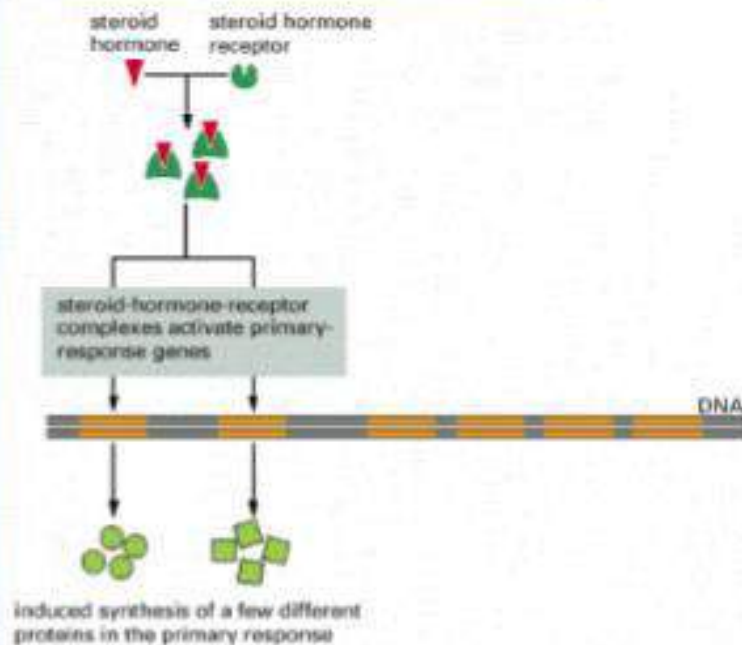 steroid
hormone
steroid hormone
receptor
steroid-hormone-receptor
complexes activate primary-
response genes
DNA
induced synthesis of a few different
proteins in the primary response